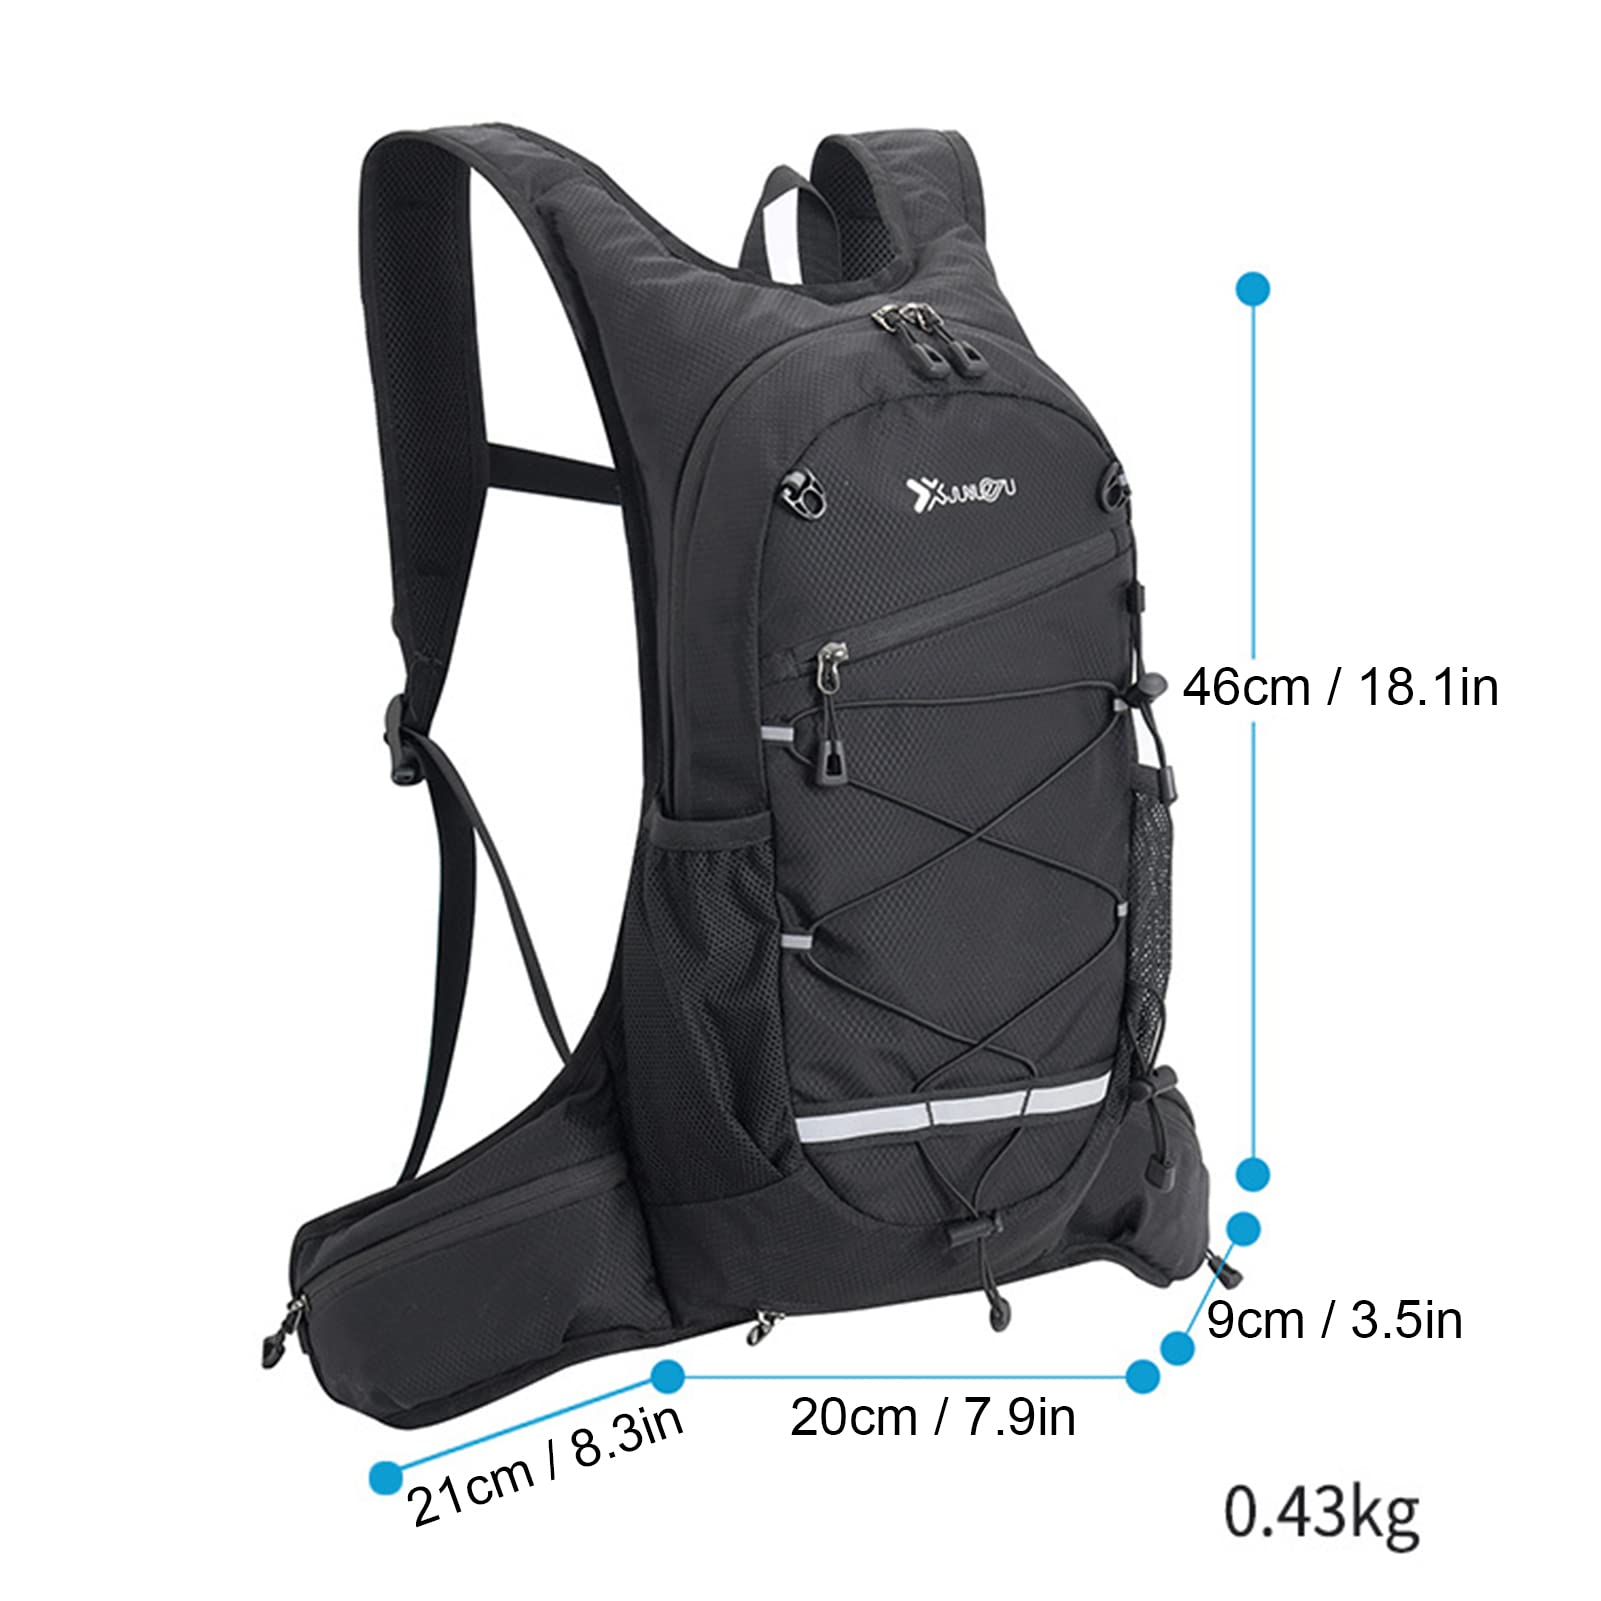 46cm / 18.1in
9cm / 3.5in
20cm / 7.9in
21cm / 8.3in
0.43kg